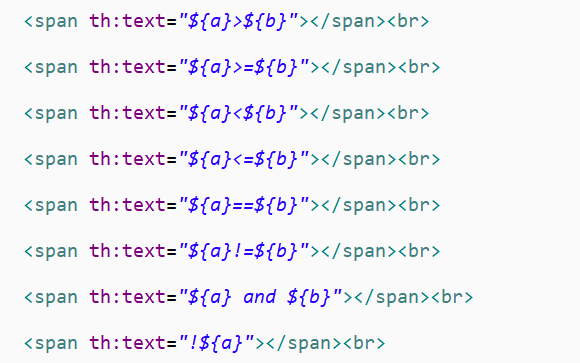 <span th:text="${a}>${b}"></span><br>
<span th:text="${a}>=${b}"></span><br>
<span th:text="${a}<${b}"></span><br>
<span th:text="${a}<=${b}"></span><br>
<span th:text="${a}==${b}"></span><br>
<span th:text="${a}!=${b}"></span><br>
<span th:text="${a} and ${b}"></span><br>
<span th:text="!${a}"></span><br>